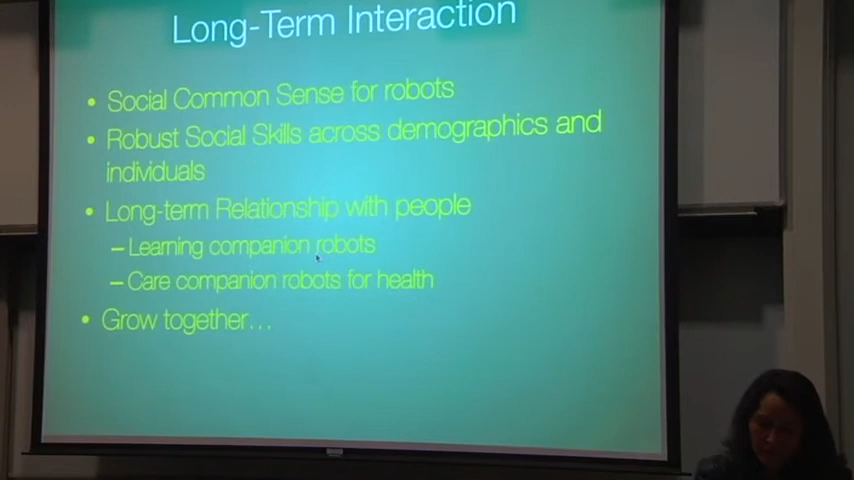 Long-Term Interaction
• Social Common Sense for robots
• Robust Social Skills across demographics and
individuals
• Long-term Relationship with people
– Learning companion robots
– Care companion robots for health
• Grow together...